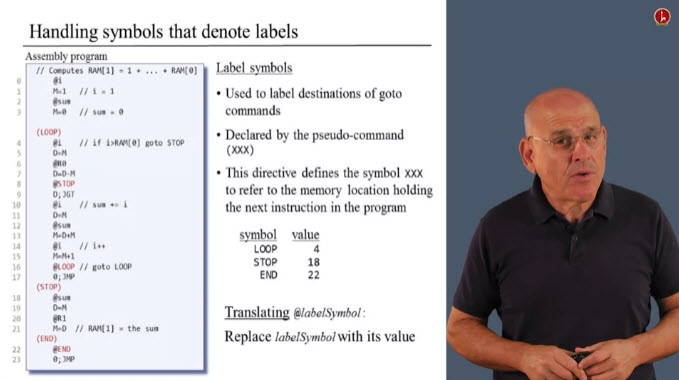 Handling symbols that denote labels
Assembly program
// Computes RAM[1] = 1 + ... + RAM[0]
0 @i
1 M=1 // i = 1
2 @sum
3 M=0 // sum = 0
(LOOP)
4 @i // if i>RAM[0] goto STOP
5 D=M
6 @R0
7 D=D-M
8 @STOP
9 D;JGT
10 @i // sum += i
11 D=M
12 @sum
13 M=D+M
14 @i // i++
15 M=M+1
16 @LOOP // goto LOOP
17 0;JMP
(STOP)
18 @sum
19 D=M
20 @R1
21 M=D // RAM[1] = the sum
(END)
22 @END
23 0;JMP
Label symbols
• Used to label destinations of goto
commands
• Declared by the pseudo-command
(XXX)
• This directive defines the symbol XXX
to refer to the memory location holding
the next instruction in the program
symbol value
LOOP 4
STOP 18
END 22
Translating @labelSymbol:
Replace labelSymbol with its value